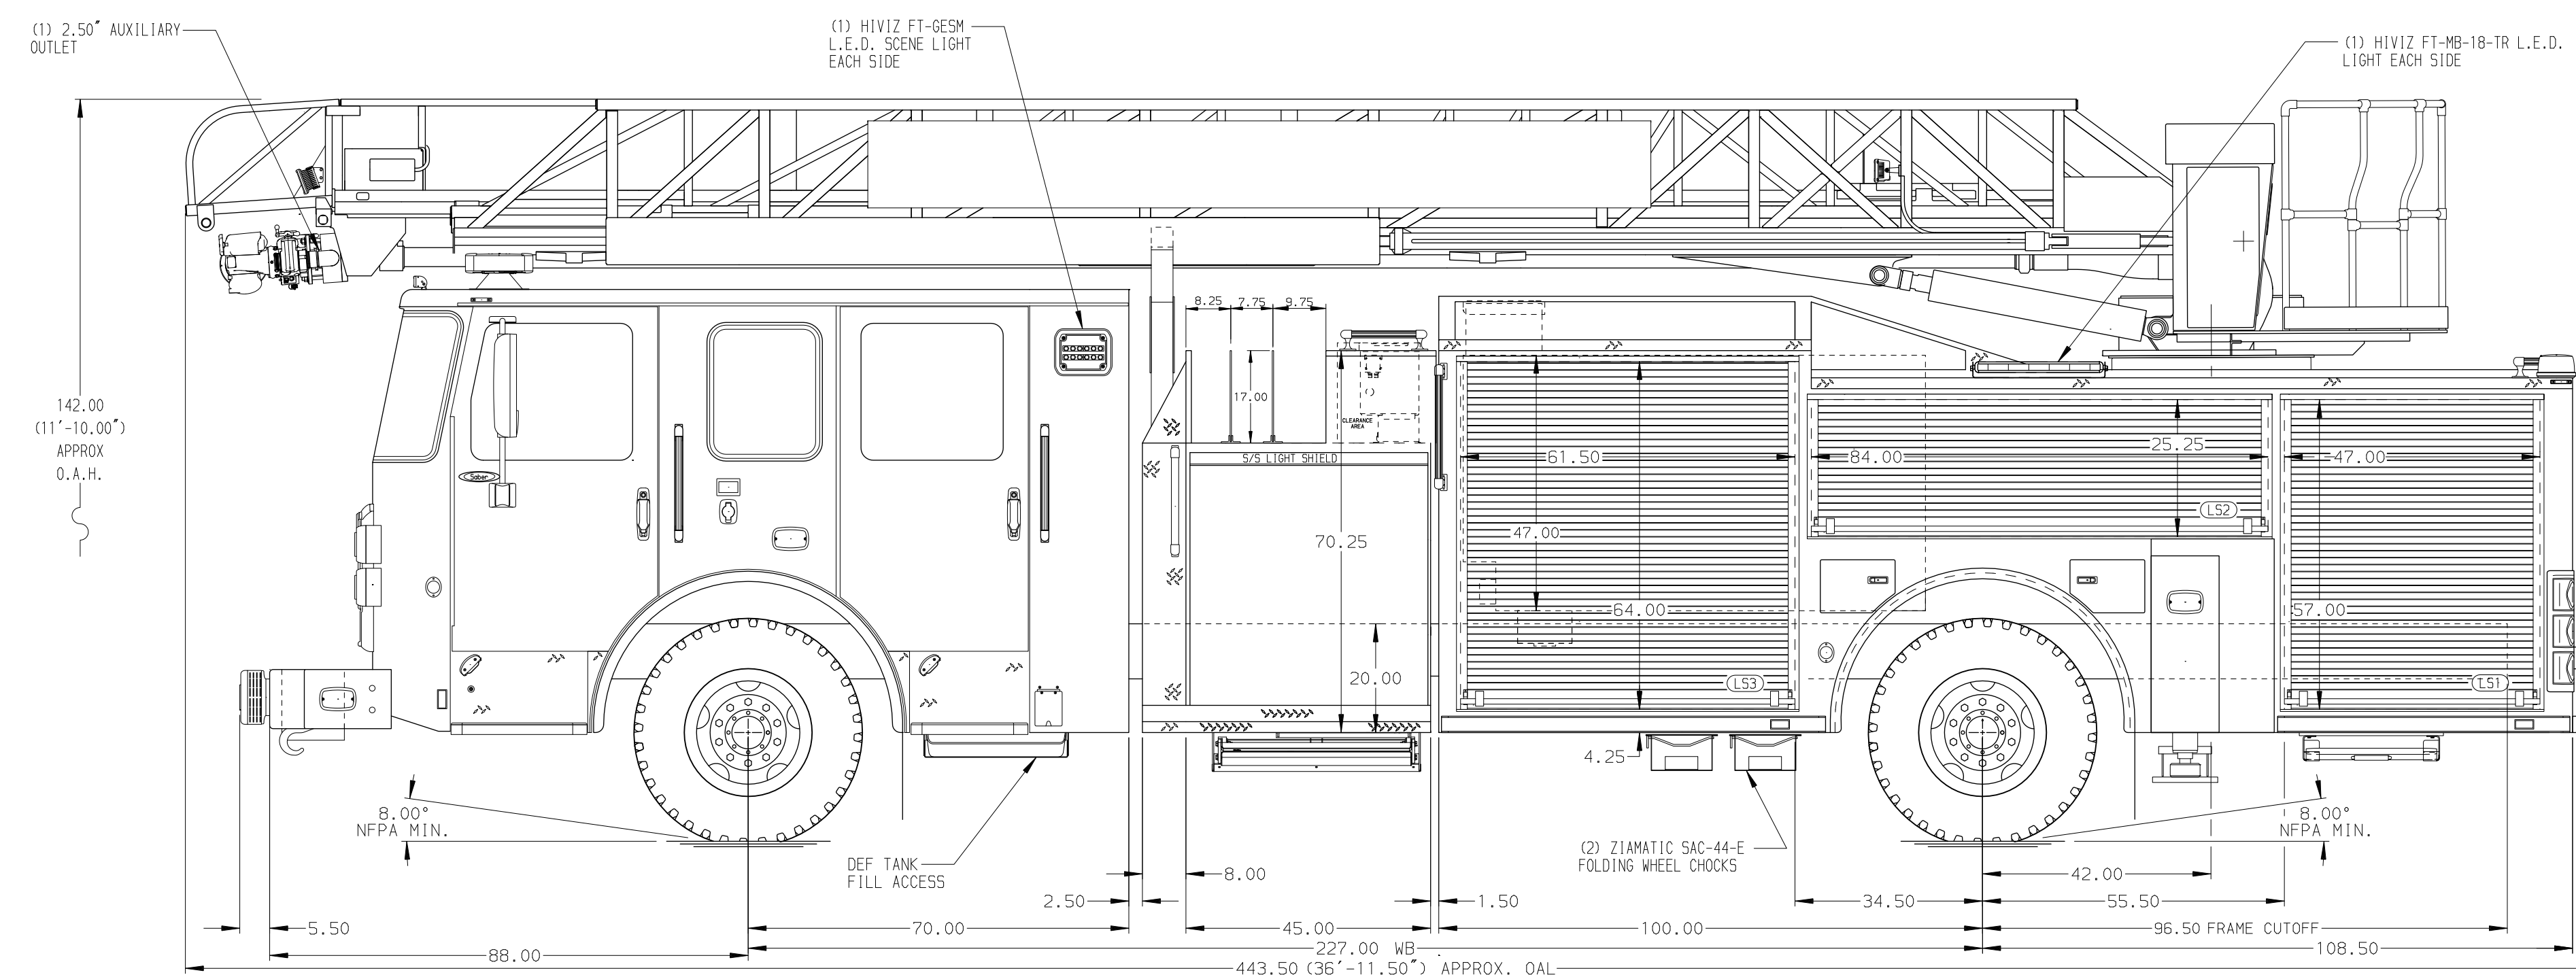 (1) 2.50″ AUXILIARY
OUTLET
(1) HIVIZ FT-GESM
L.E.D. SCENE LIGHT
EACH SIDE
(1) HIVIZ FT-MB-18-TR L.E.D.
LIGHT EACH SIDE
142.00
(11′-10.00″)
APPROX
O.A.H.
8.25
7.75
9.75
17.00
CLEARANCE
AREA
S/S LIGHT SHIELD
Saber
61.50
84.00
25.25
47.00
LS2
47.00
70.25
64.00
57.00
20.00
LS3
LS1
4.25
8.00°
NFPA MIN.
8.00°
NFPA MIN.
DEF TANK
FILL ACCESS
(2) ZIAMATIC SAC-44-E
FOLDING WHEEL CHOCKS
8.00
42.00
2.50
1.50
34.50
55.50
5.50
70.00
45.00
100.00
96.50 FRAME CUTOFF
88.00
227.00 WB
108.50
443.50 (36′-11.50″) APPROX. OAL